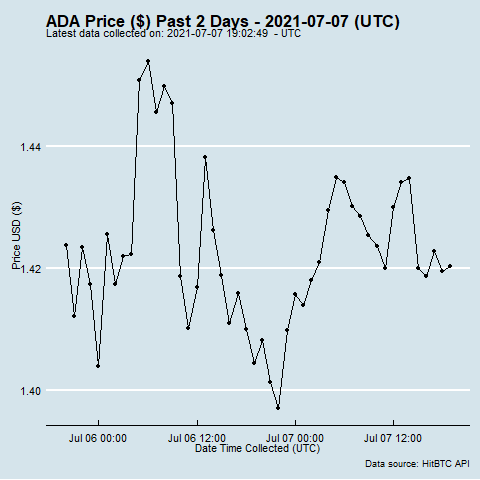 ADA Price ($) Past 2 Days - 2021-07-07 (UTC)
Latest data collected on: 2021-07-07 19:02:49 - UTC
Price USD ($)
1.44
1.42
1.40
Jul 06 00:00
Jul 06 12:00
Jul 07 00:00
Jul 07 12:00
Date Time Collected (UTC)
Data source: HitBTC API